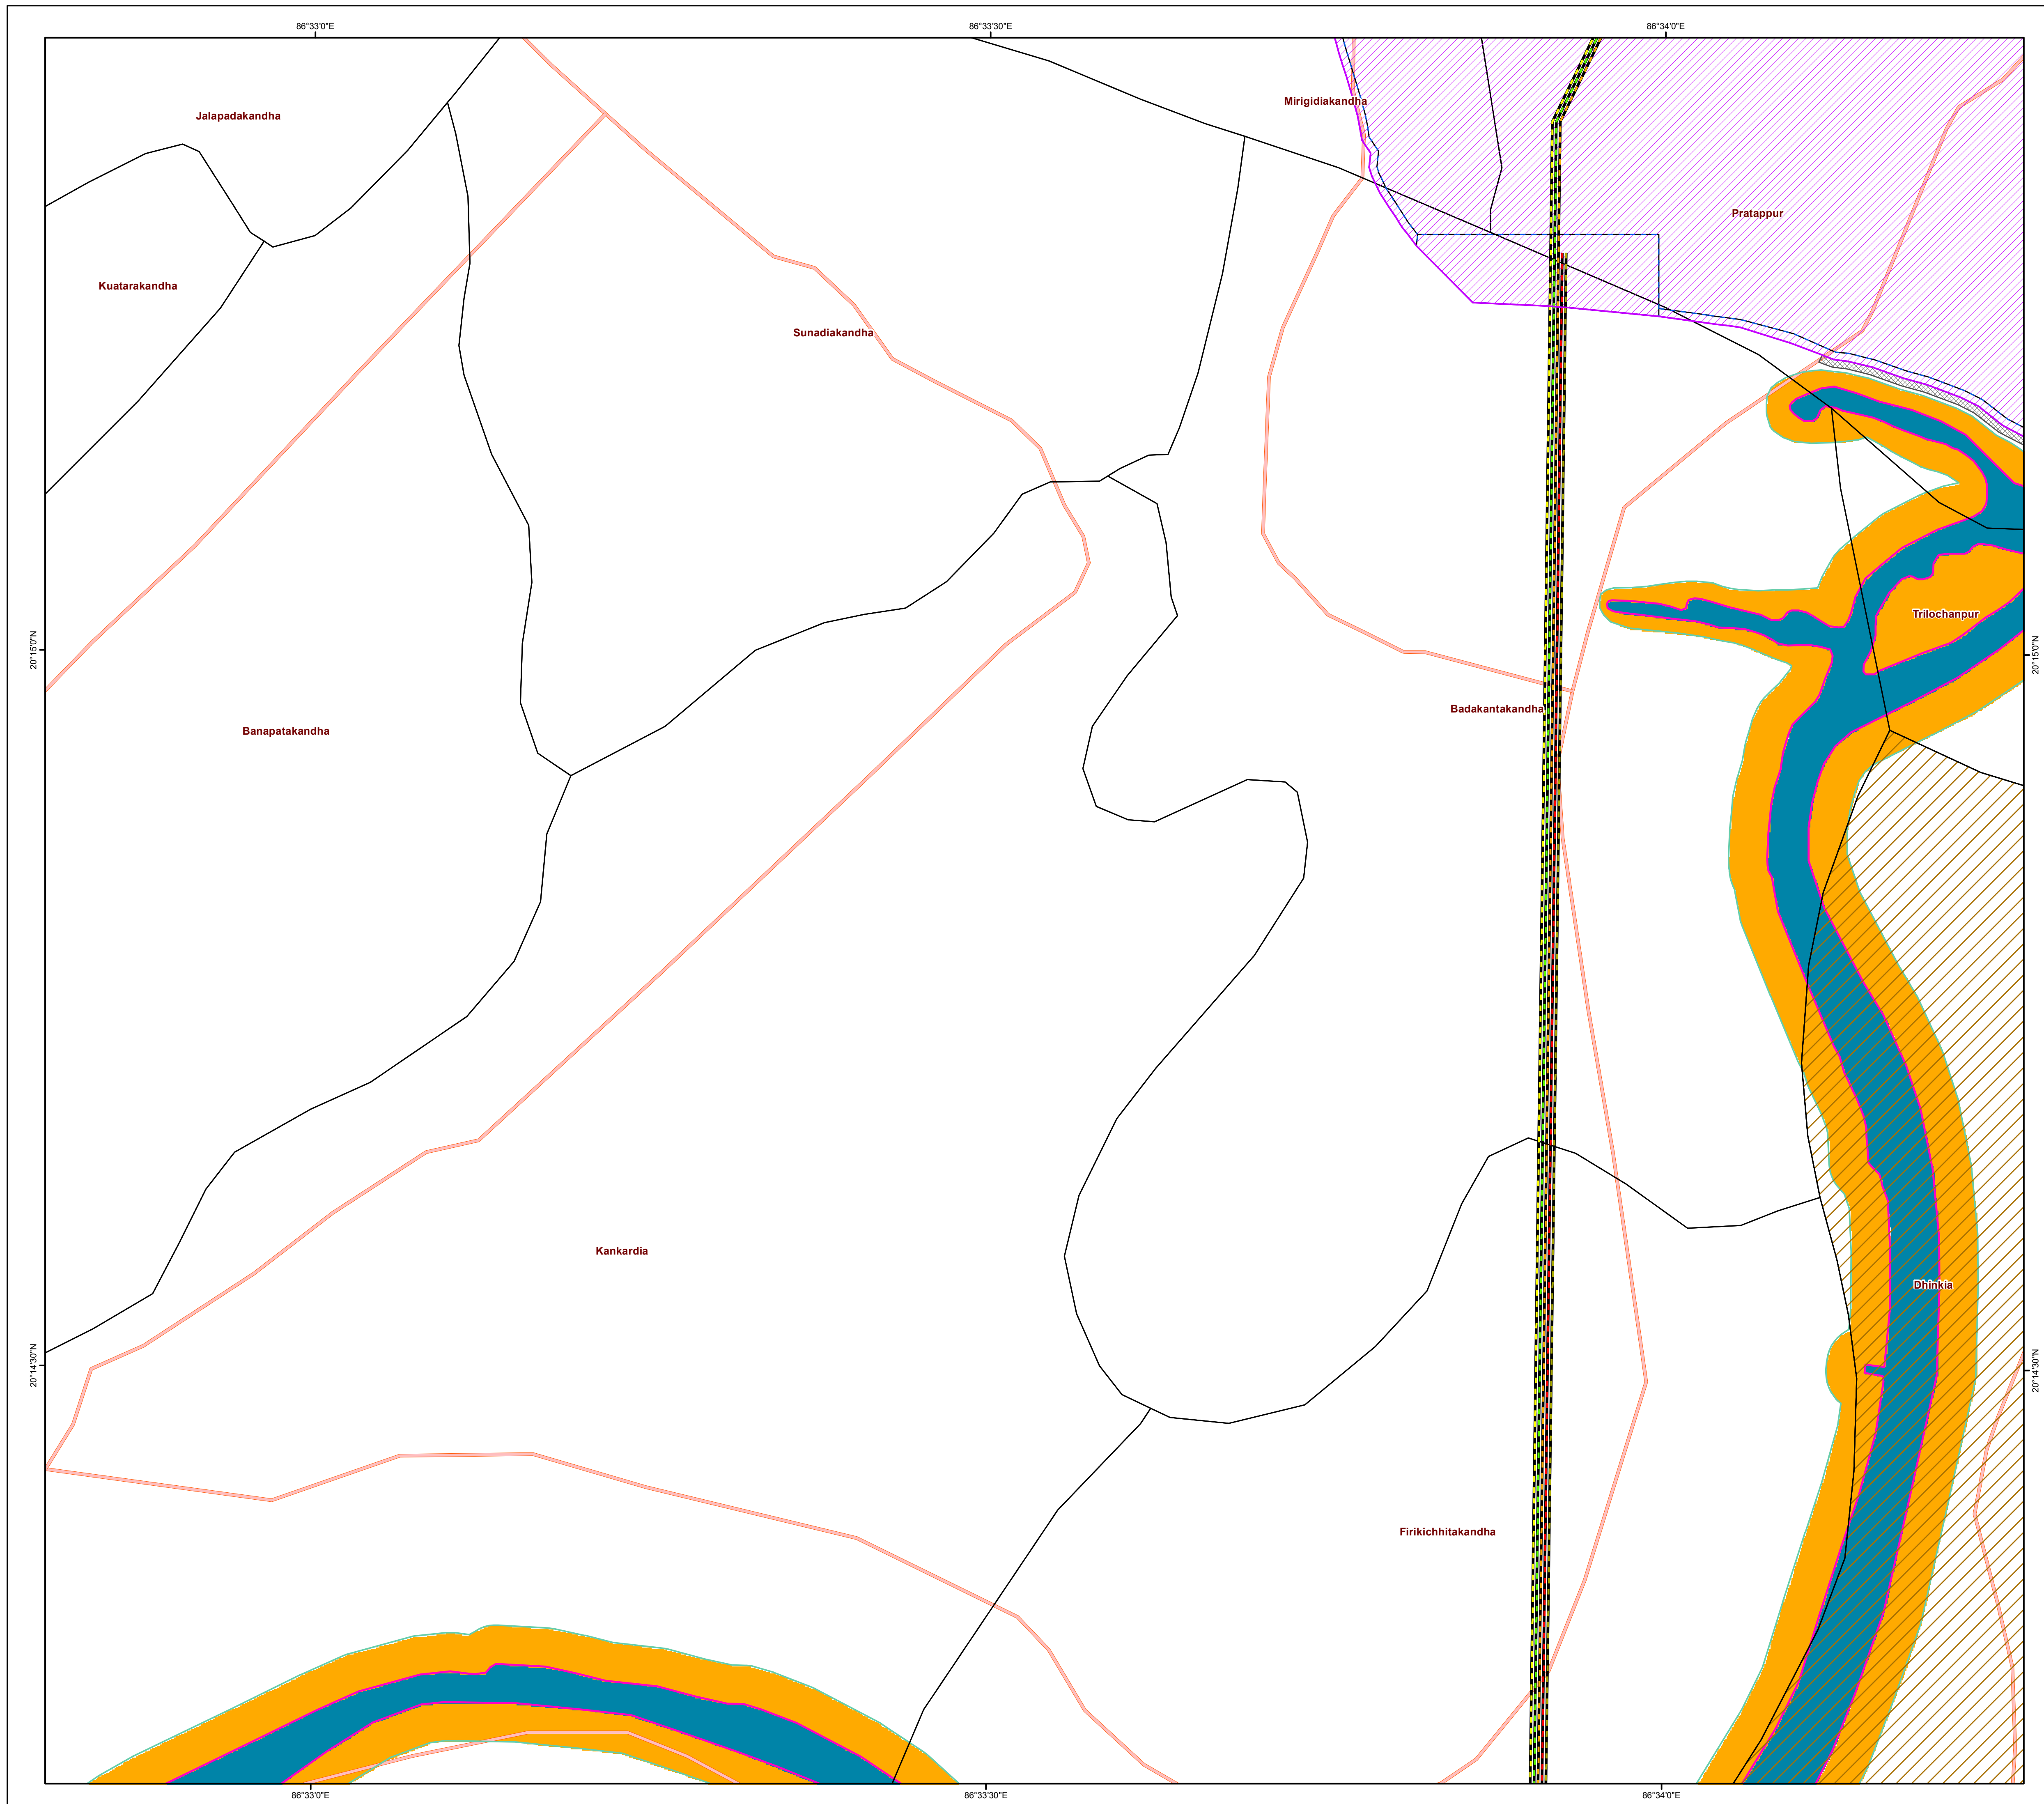 86°33'0"E
86°33'30"E
86°34'0"E
Mirigidiakandha
Jalapadakandha
Pratappur
Kuatarakandha
Sunadiakandha
Trilochanpur
20°15'0"N
20°15'0"N
Badakantakandha
Banapatakandha
Kankardia
Dhinkia
20°14'30"N
20°14'30"N
Firikichhitakandha
86°33'0"E
86°33'30"E
86°34'0"E